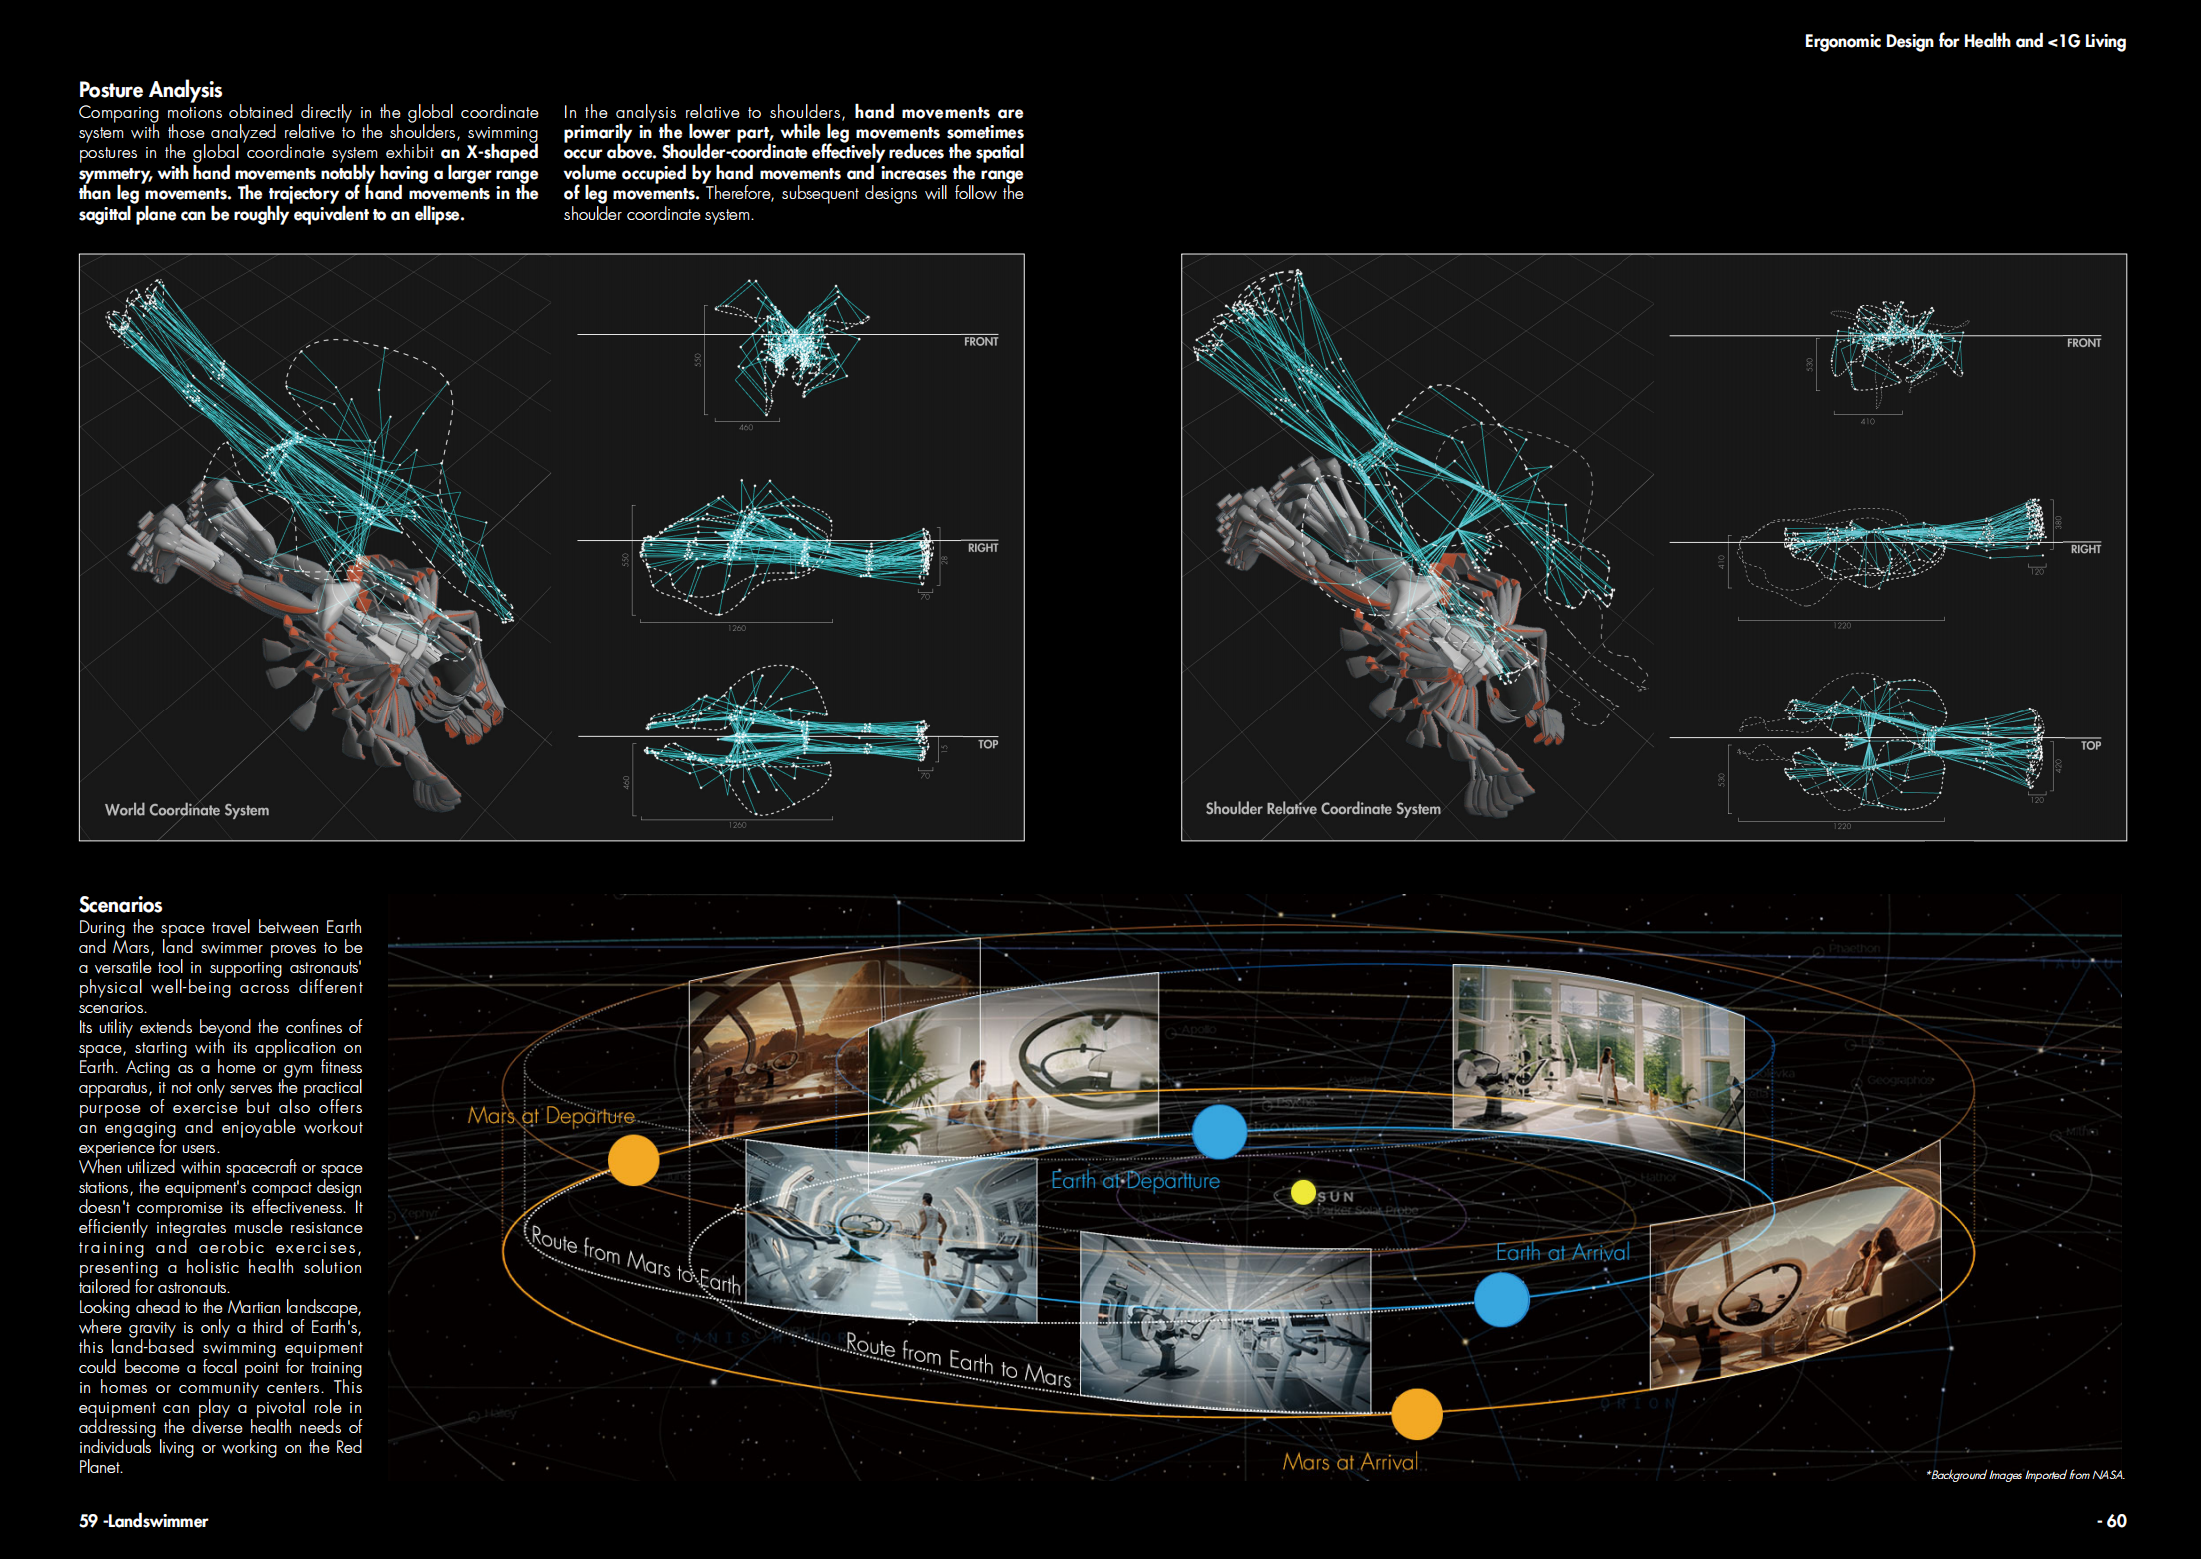 Ergonomic Design for Health and <1G Living
Posture Analysis
Comparing motions obtained directly in the global coordinate
system with those analyzed relative to the shoulders, swimming
postures in the global coordinate system exhibit an X-shaped
symmetry, with hand movements notably having a larger range
than leg movements. The trajectory of hand movements in the
sagittal plane can be roughly equivalent to an ellipse.
In the analysis relative to shoulders, hand movements are
primarily in the lower part, while leg movements sometimes
occur above. Shoulder-coordinate effectively reduces the spatial
volume occupied by hand movements and increases the range
of leg movements. Therefore, subsequent designs will follow the
shoulder coordinate system.
FRONT
550
460
RIGHT
550
28
70
1260
TOP
460
15
70
1260
World Coordinate System
FRONT
530
410
RIGHT
410
380
120
1220
TOP
530
420
120
1220
Shoulder Relative Coordinate System
Scenarios
During the space travel between Earth
and Mars, land swimmer proves to be
a versatile tool in supporting astronauts'
physical well-being across different
scenarios.
Its utility extends beyond the confines of
space, starting with its application on
Earth. Acting as a home or gym fitness
apparatus, it not only serves the practical
purpose of exercise but also offers
an engaging and enjoyable workout
experience for users.
When utilized within spacecraft or space
stations, the equipment's compact design
doesn't compromise its effectiveness. It
efficiently integrates muscle resistance
training and aerobic exercises,
presenting a holistic health solution
tailored for astronauts.
Looking ahead to the Martian landscape,
where gravity is only a third of Earth's,
this land-based swimming equipment
could become a focal point for training
in homes or community centers. This
equipment can play a pivotal role in
addressing the diverse health needs of
individuals living or working on the Red
Planet.
Phaethon
Apollo
Geographos
Mars at Departure
Earth at Departture
SUN
Parker Solar Probe
Hathor
Zephyr
Route from Mars to Earth
Earth at Arrival
Route from Earth to Mars
Halley
ORION
Mars at Arrival
*Background Images Imported from NASA.
59 -Landswimmer
- 60